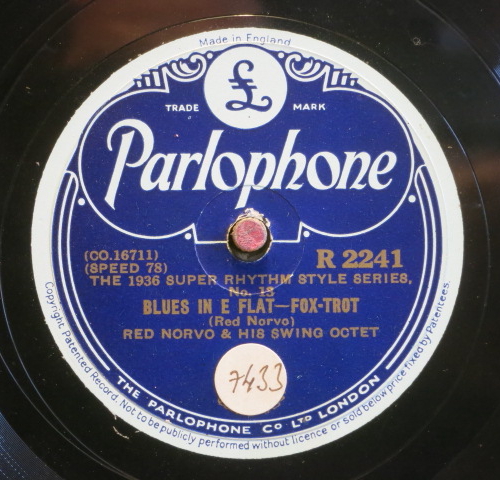 Made in England
£
TRADE MARK
Parlophone
(CO.16711)
R 2241
(SPEED 78)
THE 1936 SUPER RHYTHM STYLE SERIES,
No. 13
BLUES IN E FLAT—FOX-TROT
(Red Norvo)
RED NORVO & HIS SWING OCTET
7433
THE PARLOPHONE CO LTD LONDON
Copyright Patented Record. Not to be publicly performed without licence or sold below price fixed by Patentees.